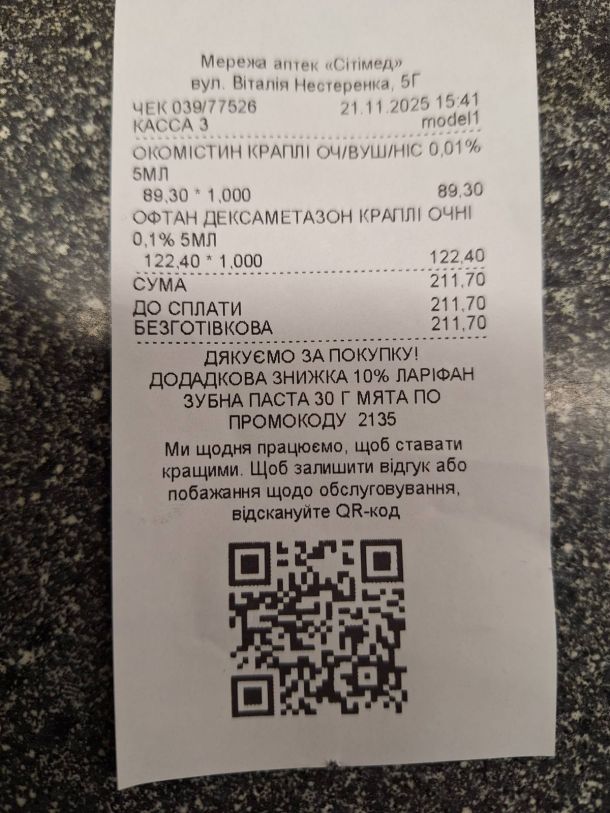 Мережа аптек «Сітімед»
вул. Віталія Нестеренка, 5Г
ЧЕК 039/77526 21.11.2025 15:41
КАССА 3 model1
ОКОМІСТИН КРАПЛІ ОЧ/ВУШ/НІС 0,01%
5МЛ
89,30 * 1,000 89,30
ОФТАН ДЕКСАМЕТАЗОН КРАПЛІ ОЧНІ
0,1% 5МЛ
122,40 * 1,000 122,40
СУМА 211,70
ДО СПЛАТИ 211,70
БЕЗГОТІВКОВА 211,70
ДЯКУЄМО ЗА ПОКУПКУ!
ДОДАДКОВА ЗНИЖКА 10% ЛАРІФАН
ЗУБНА ПАСТА 30 Г МЯТА ПО
ПРОМОКОДУ 2135
Ми щодня працюємо, щоб ставати
кращими. Щоб залишити відгук або
побажання щодо обслуговування,
відскануйте QR-код